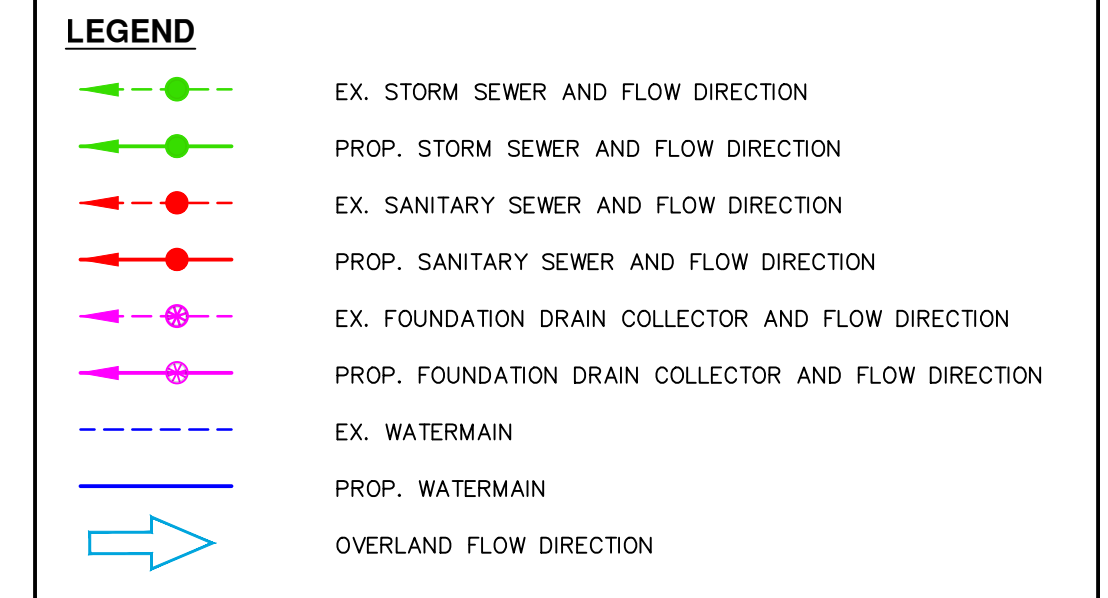 LEGEND
EX. STORM SEWER AND FLOW DIRECTION
PROP. STORM SEWER AND FLOW DIRECTION
EX. SANITARY SEWER AND FLOW DIRECTION
PROP. SANITARY SEWER AND FLOW DIRECTION
EX. FOUNDATION DRAIN COLLECTOR AND FLOW DIRECTION
PROP. FOUNDATION DRAIN COLLECTOR AND FLOW DIRECTION
EX. WATERMAIN
PROP. WATERMAIN
OVERLAND FLOW DIRECTION